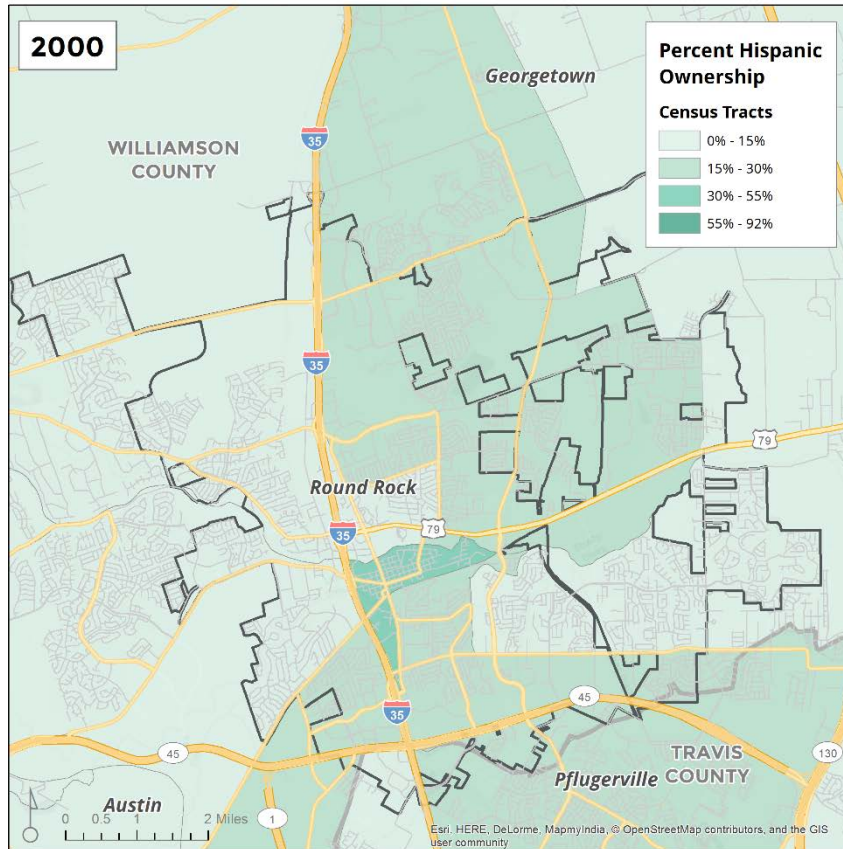 2000
Percent Hispanic
Ownership
Census Tracts
0% - 15%
15% - 30%
30% - 55%
55% - 92%
Georgetown
35
WILLIAMSON
COUNTY
35
79
Round Rock
79
35
45
35
45
TRAVIS
COUNTY
130
Pflugerville
Austin
1
0 0.5 1 2 Miles
Esri, HERE, DeLorme, MapmyIndia, © OpenStreetMap contributors, and the GIS
user community